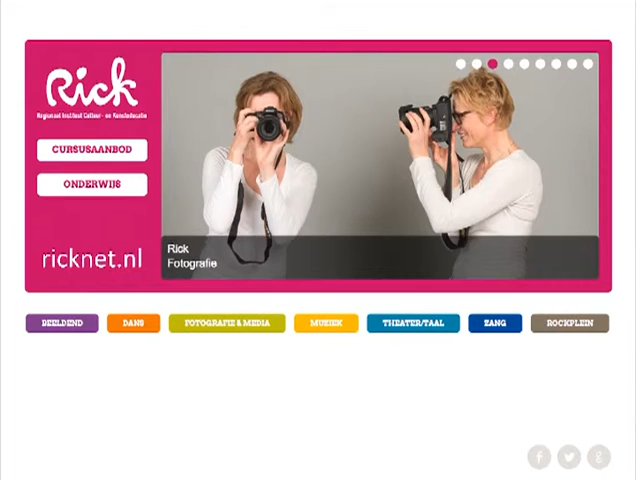 Rick
Regionaal Instituut Cultuur- en Kunsteducatie
CURSUSAANBOD
ONDERWIJS
ricknet.nl
Rick
Fotografie
BEELDEND
DANS
FOTOGRAFIE & MEDIA
MUZIEK
THEATER/TAAL
ZANG
ROCKPLEIN